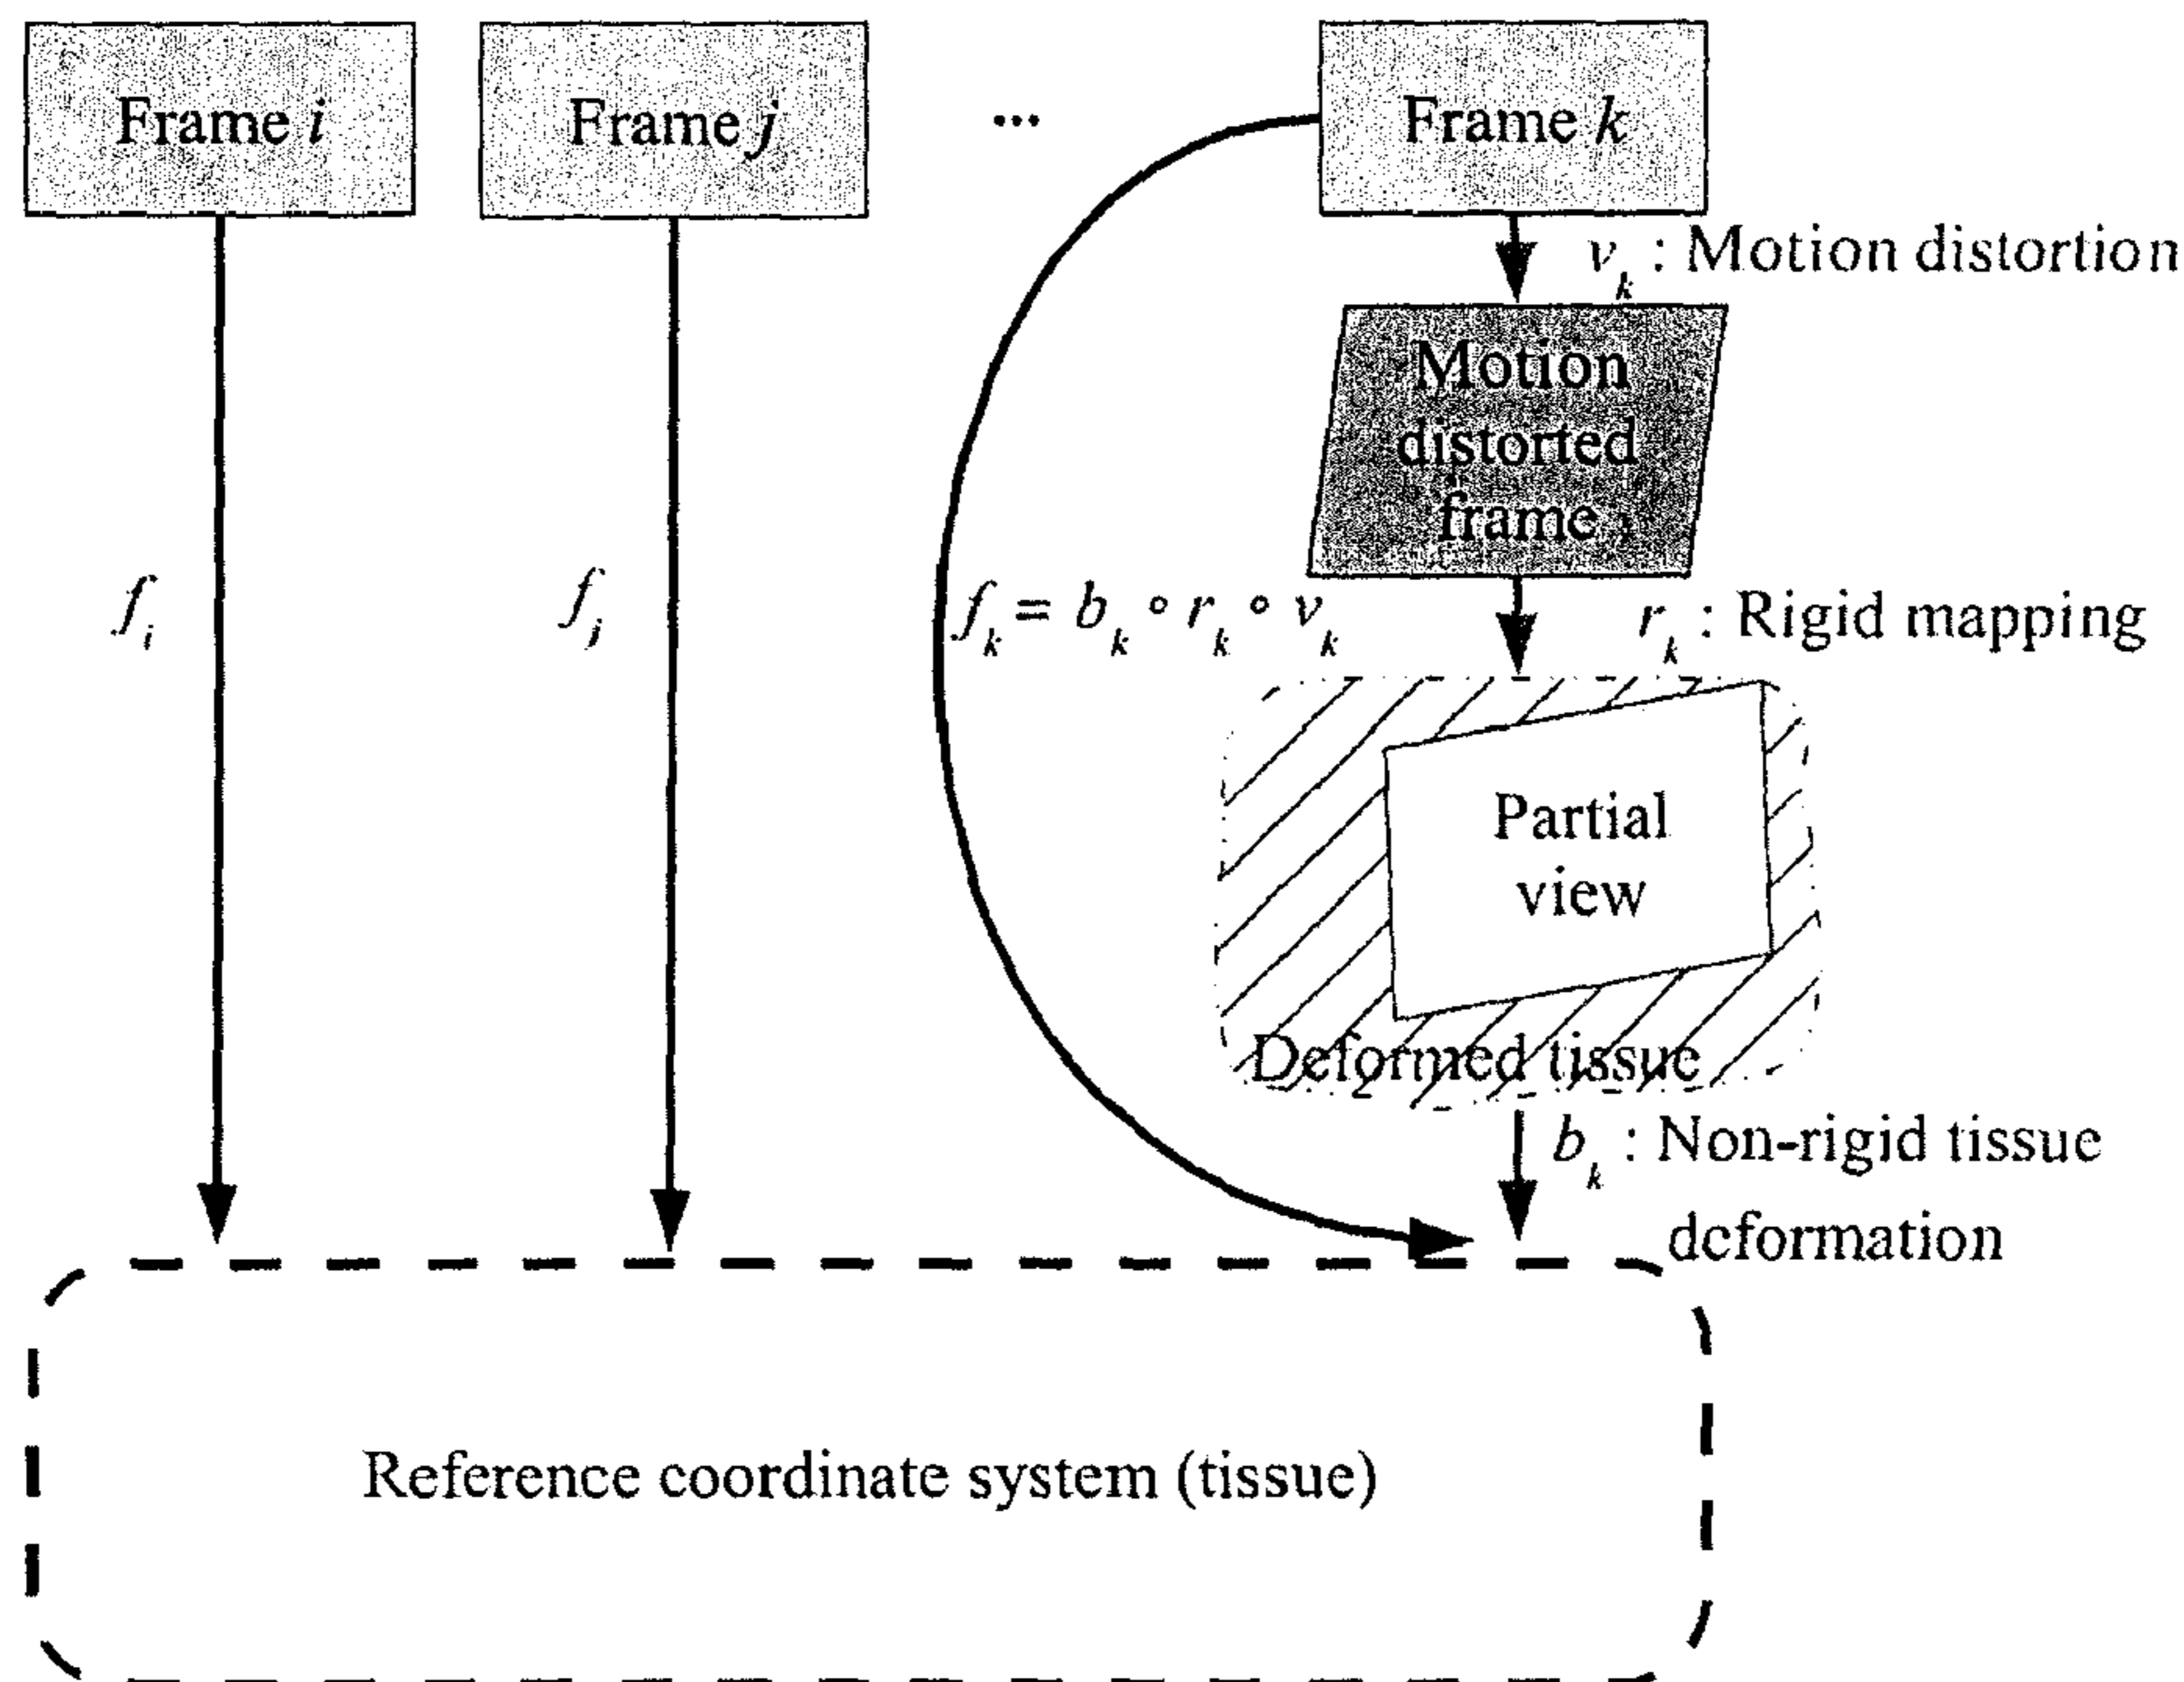 Frame i
Frame j
...
Frame k
v_k : Motion distortion
Motion
distorted
frame
f_i
f_j
f_k = b_k ∘ r_k ∘ v_k
r_k : Rigid mapping
Partial
view
Deformed tissue
b_k : Non-rigid tissue
deformation
Reference coordinate system (tissue)